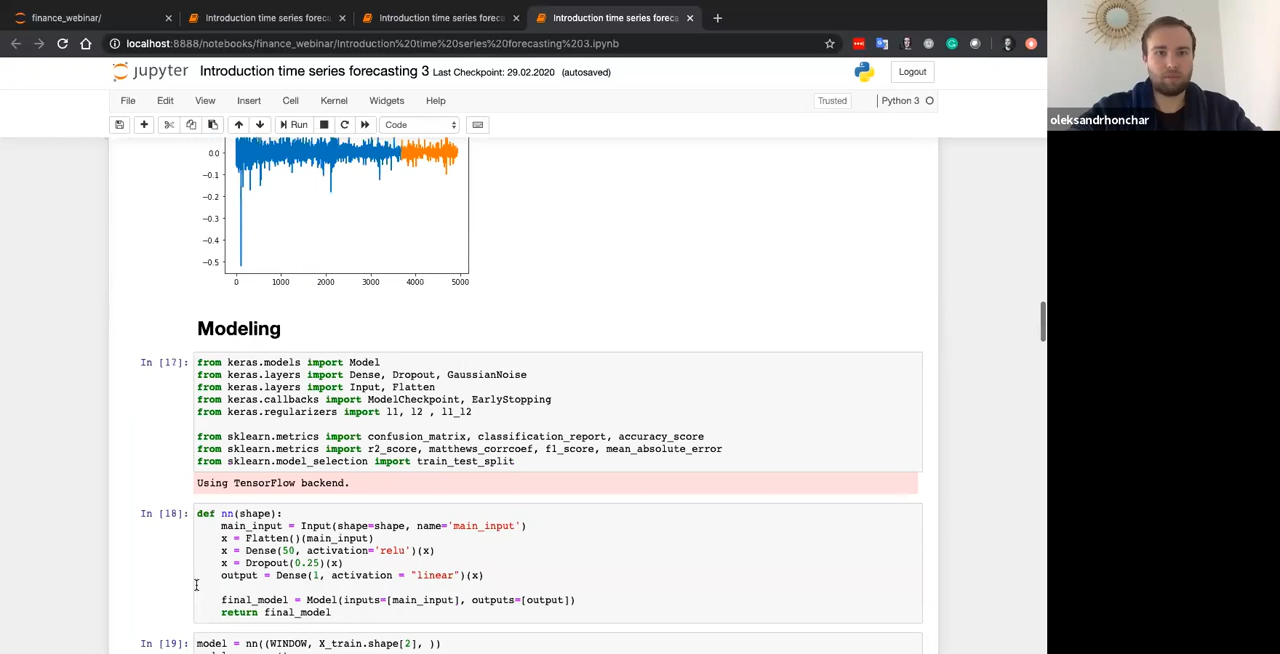 finance_webinar/
Introduction time series foreca
Introduction time series foreca
Introduction time series foreca
localhost:8888/notebooks/finance_webinar/Introduction%20time%20series%20forecasting%203.ipynb
jupyter Introduction time series forecasting 3 Last Checkpoint: 29.02.2020 (autosaved)
Logout
File Edit View Insert Cell Kernel Widgets Help
Trusted
Python 3
Run
Code
oleksandrhonchar
0.0
−0.1
−0.2
−0.3
−0.4
−0.5
0 1000 2000 3000 4000 5000
Modeling
In [17]: from keras.models import Model
from keras.layers import Dense, Dropout, GaussianNoise
from keras.layers import Input, Flatten
from keras.callbacks import ModelCheckpoint, EarlyStopping
from keras.regularizers import l1, l2 , l1_l2
from sklearn.metrics import confusion_matrix, classification_report, accuracy_score
from sklearn.metrics import r2_score, matthews_corrcoef, f1_score, mean_absolute_error
from sklearn.model_selection import train_test_split
Using TensorFlow backend.
In [18]: def nn(shape):
main_input = Input(shape=shape, name='main_input')
x = Flatten()(main_input)
x = Dense(50, activation='relu')(x)
x = Dropout(0.25)(x)
output = Dense(1, activation = "linear")(x)
final_model = Model(inputs=[main_input], outputs=[output])
return final_model
In [19]: model = nn((WINDOW, X_train.shape[2], ))